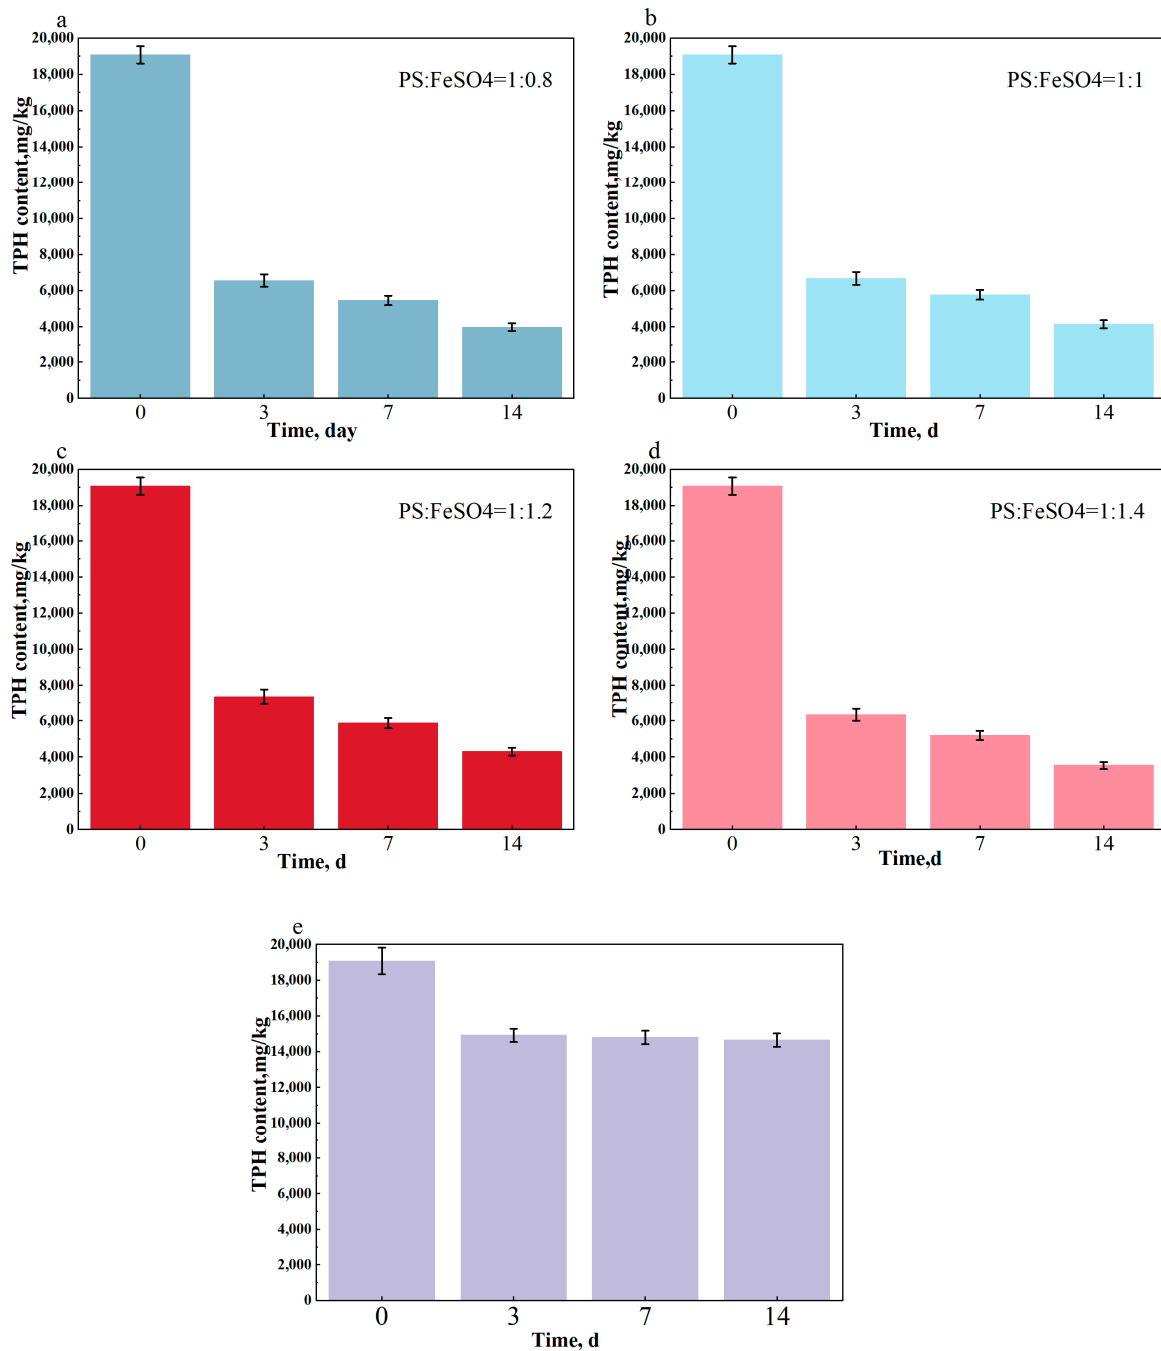 a
20,000
18,000
16,000
14,000
12,000
10,000
8,000
6,000
4,000
2,000
0
TPH content,mg/kg
PS:FeSO4=1:0.8
0 3 7 14
Time, day
b
20,000
18,000
16,000
14,000
12,000
10,000
8,000
6,000
4,000
2,000
0
TPH content,mg/kg
PS:FeSO4=1:1
0 3 7 14
Time, d
c
20,000
18,000
16,000
14,000
12,000
10,000
8,000
6,000
4,000
2,000
0
TPH content,mg/kg
PS:FeSO4=1:1.2
0 3 7 14
Time, d
d
20,000
18,000
16,000
14,000
12,000
10,000
8,000
6,000
4,000
2,000
0
TPH content,mg/kg
PS:FeSO4=1:1.4
0 3 7 14
Time,d
e
20,000
18,000
16,000
14,000
12,000
10,000
8,000
6,000
4,000
2,000
0
TPH content,mg/kg
0 3 7 14
Time, d